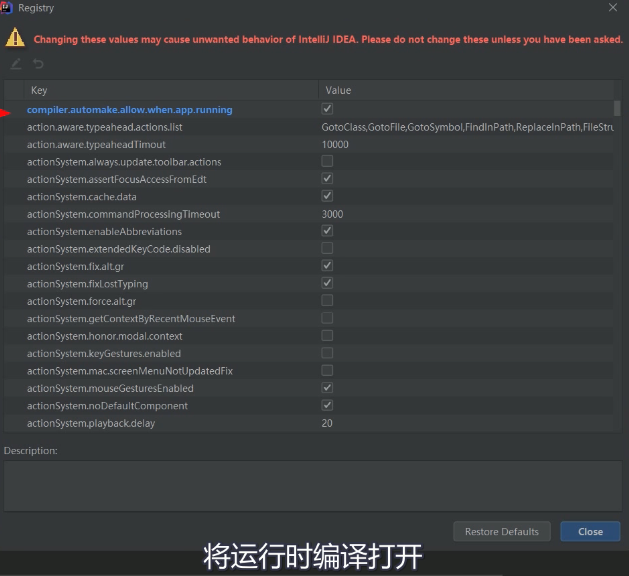 Registry
Changing these values may cause unwanted behavior of IntelliJ IDEA. Please do not change these unless you have been asked.
Key Value
compiler.automake.allow.when.app.running
action.aware.typeahead.actions.list GotoClass,GotoFile,GotoSymbol,FindInPath,ReplaceInPath,FileStru
action.aware.typeaheadTimout 10000
actionSystem.always.update.toolbar.actions
actionSystem.assertFocusAccessFromEdt
actionSystem.cache.data
actionSystem.commandProcessingTimeout 3000
actionSystem.enableAbbreviations
actionSystem.extendedKeyCode.disabled
actionSystem.fix.alt.gr
actionSystem.fixLostTyping
actionSystem.force.alt.gr
actionSystem.getContextByRecentMouseEvent
actionSystem.honor.modal.context
actionSystem.keyGestures.enabled
actionSystem.mac.screenMenuNotUpdatedFix
actionSystem.mouseGesturesEnabled
actionSystem.noDefaultComponent
actionSystem.playback.delay 20
Description:
Restore Defaults Close
将运行时编译打开